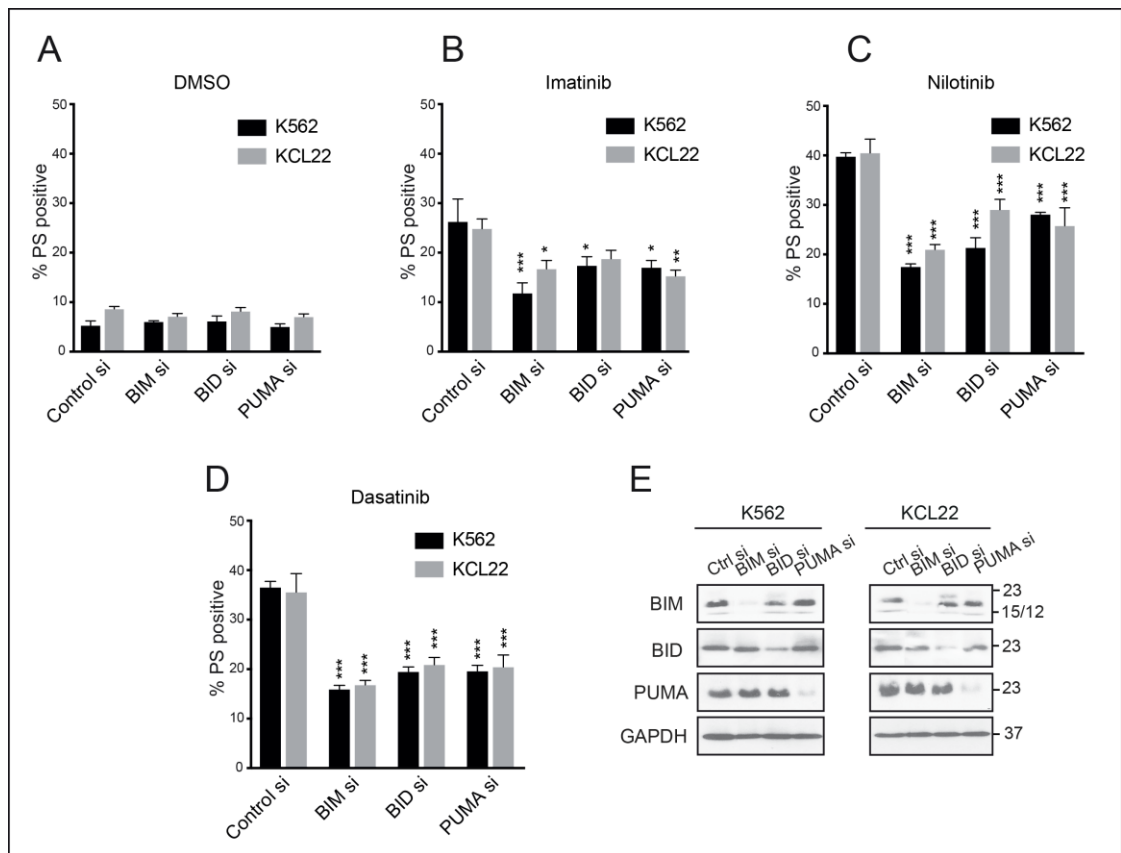 A
DMSO
% PS positive
50
40
30
20
10
0
K562
KCL22
Control si
BIM si
BID si
PUMA si
B
Imatinib
% PS positive
50
40
30
20
10
0
K562
KCL22
***
*
*
*
**
Control si
BIM si
BID si
PUMA si
C
Nilotinib
% PS positive
50
40
30
20
10
0
K562
KCL22
***
***
***
***
***
***
Control si
BIM si
BID si
PUMA si
D
Dasatinib
% PS positive
50
40
30
20
10
0
K562
KCL22
***
***
***
***
***
***
Control si
BIM si
BID si
PUMA si
E
K562
KCL22
Ctrl si BIM si BID si PUMA si
Ctrl si BIM si BID si PUMA si
BIM
23
15/12
BID
23
PUMA
23
GAPDH
37